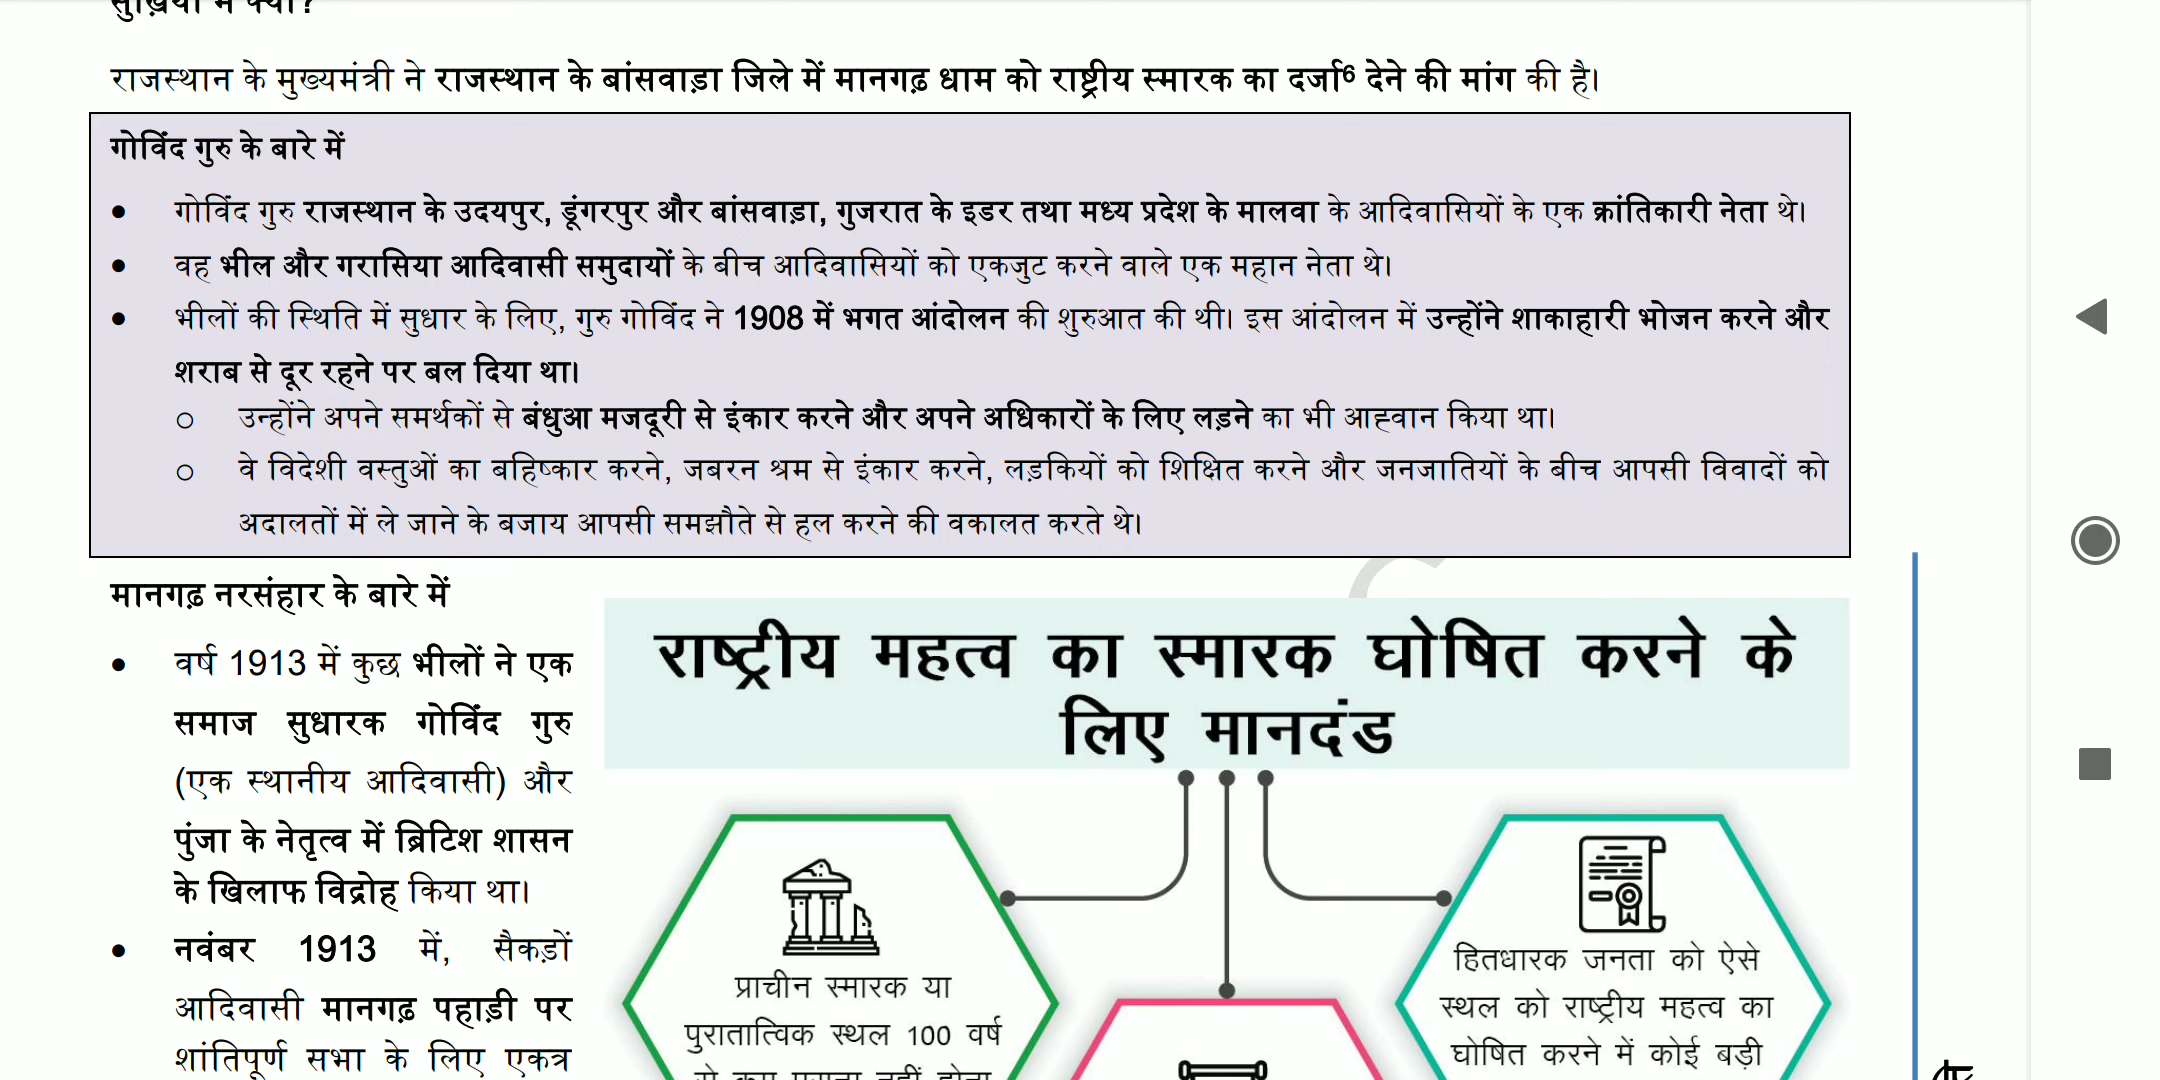 सुर्ख़ियों में क्यों?
राजस्थान के मुख्यमंत्री ने राजस्थान के बांसवाड़ा जिले में मानगढ़ धाम को राष्ट्रीय स्मारक का दर्जा⁶ देने की मांग की है।
गोविंद गुरु के बारे में
● गोविंद गुरु राजस्थान के उदयपुर, डूंगरपुर और बांसवाड़ा, गुजरात के इडर तथा मध्य प्रदेश के मालवा के आदिवासियों के एक क्रांतिकारी नेता थे।
● वह भील और गरासिया आदिवासी समुदायों के बीच आदिवासियों को एकजुट करने वाले एक महान नेता थे।
● भीलों की स्थिति में सुधार के लिए, गुरु गोविंद ने 1908 में भगत आंदोलन की शुरुआत की थी। इस आंदोलन में उन्होंने शाकाहारी भोजन करने और
शराब से दूर रहने पर बल दिया था।
○ उन्होंने अपने समर्थकों से बंधुआ मजदूरी से इंकार करने और अपने अधिकारों के लिए लड़ने का भी आह्वान किया था।
○ वे विदेशी वस्तुओं का बहिष्कार करने, जबरन श्रम से इंकार करने, लड़कियों को शिक्षित करने और जनजातियों के बीच आपसी विवादों को
अदालतों में ले जाने के बजाय आपसी समझौते से हल करने की वकालत करते थे।
मानगढ़ नरसंहार के बारे में
● वर्ष 1913 में कुछ भीलों ने एक
समाज सुधारक गोविंद गुरु
(एक स्थानीय आदिवासी) और
पुंजा के नेतृत्व में ब्रिटिश शासन
के खिलाफ विद्रोह किया था।
● नवंबर 1913 में, सैकड़ों
आदिवासी मानगढ़ पहाड़ी पर
शांतिपूर्ण सभा के लिए एकत्र
राष्ट्रीय महत्व का स्मारक घोषित करने के
लिए मानदंड
प्राचीन स्मारक या
पुरातात्विक स्थल 100 वर्ष
से कम पुराना नहीं होना
हितधारक जनता को ऐसे
स्थल को राष्ट्रीय महत्व का
घोषित करने में कोई बड़ी